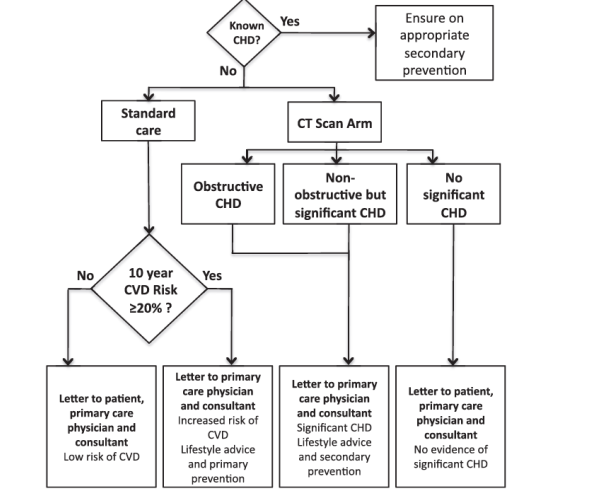 Known
CHD?
Yes
Ensure on
appropriate
secondary
prevention
No
Standard
care
CT Scan Arm
Obstructive
CHD
Non-
obstructive but
significant CHD
No
significant
CHD
No
10 year
CVD Risk
≥20% ?
Yes
Letter to patient,
primary care
physician and
consultant
Low risk of CVD
Letter to primary
care physician
and consultant
Increased risk of
CVD
Lifestyle advice
and primary
prevention
Letter to primary
care physician
and consultant
Significant CHD
Lifestyle advice
and secondary
prevention
Letter to patient,
primary care
physician and
consultant
No evidence of
significant CHD